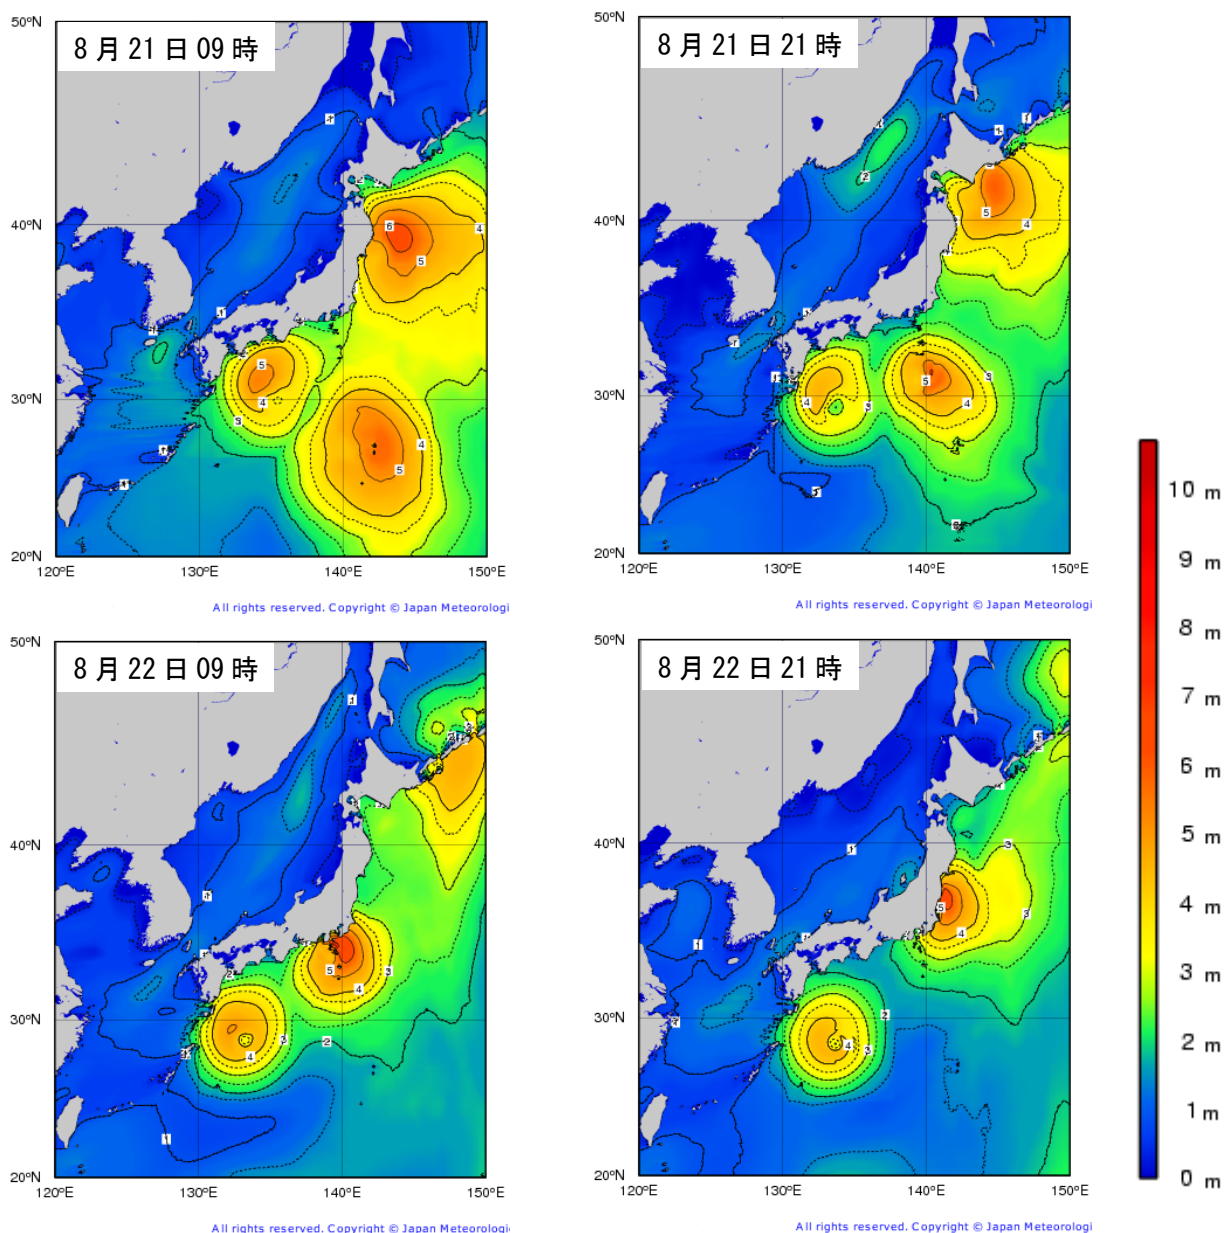 8月21日09時
50°N
40°N
30°N
20°N
120°E
130°E
140°E
150°E
All rights reserved. Copyright © Japan Meteorologi
8月21日21時
50°N
40°N
30°N
20°N
120°E
130°E
140°E
150°E
All rights reserved. Copyright © Japan Meteorologi
8月22日09時
50°N
40°N
30°N
20°N
120°E
130°E
140°E
150°E
All rights reserved. Copyright © Japan Meteorologi
8月22日21時
50°N
40°N
30°N
20°N
120°E
130°E
140°E
150°E
All rights reserved. Copyright © Japan Meteorologi
10 m
9 m
8 m
7 m
6 m
5 m
4 m
3 m
2 m
1 m
0 m